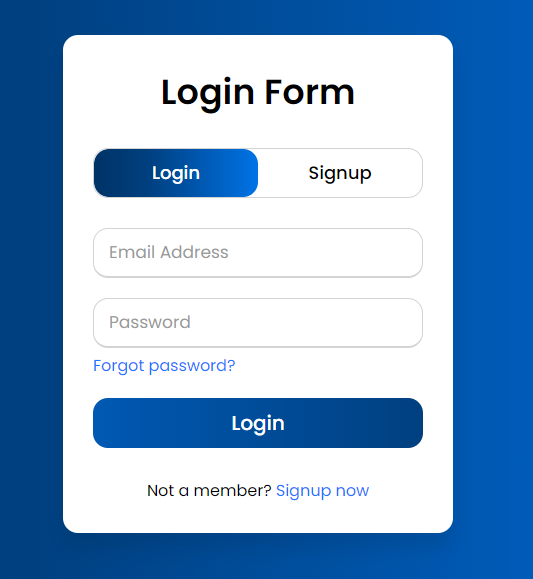 Login Form
Login Signup
Email Address
Password
Forgot password?
Login
Not a member? Signup now